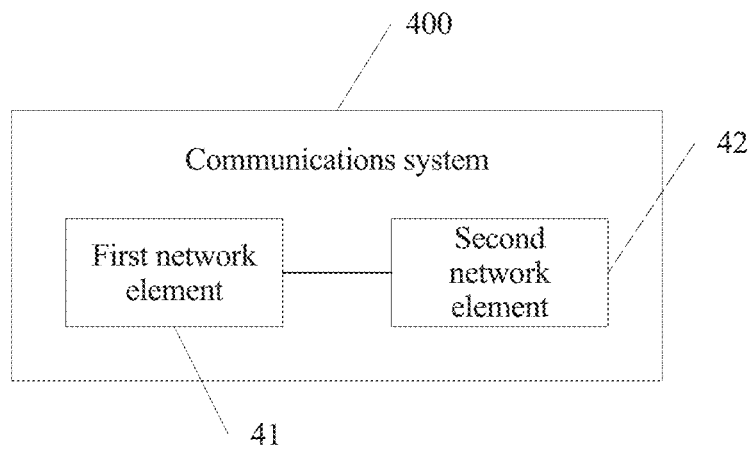 400
Communications system
42
First network
element
Second
network
element
41